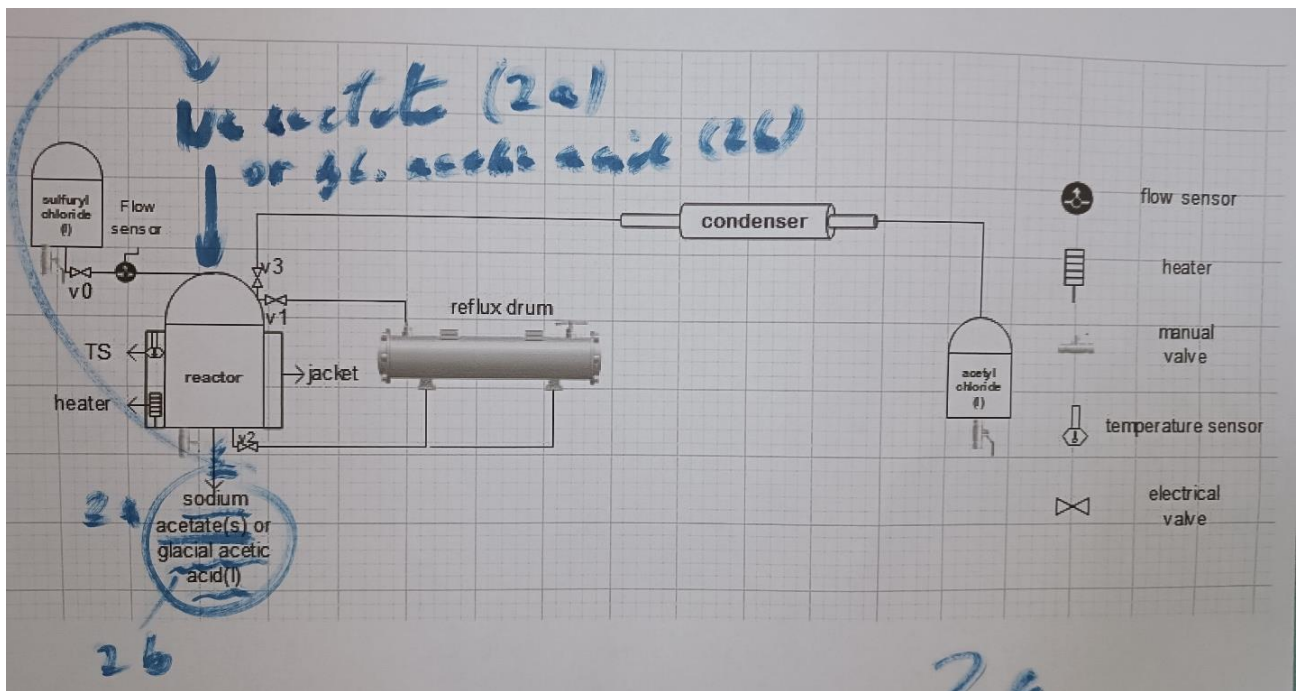 Na acetate (2a)
or gl. acetic acid (2b)
sulfuryl
chloride
(l)
Flow
sensor
v0
v3
v1
condenser
reflux drum
TS
reactor
jacket
heater
v2
sodium
acetate(s) or
glacial acetic
acid(l)
2a
2b
acetyl
chloride
(l)
flow sensor
heater
manual
valve
temperature sensor
electrical
valve
2a